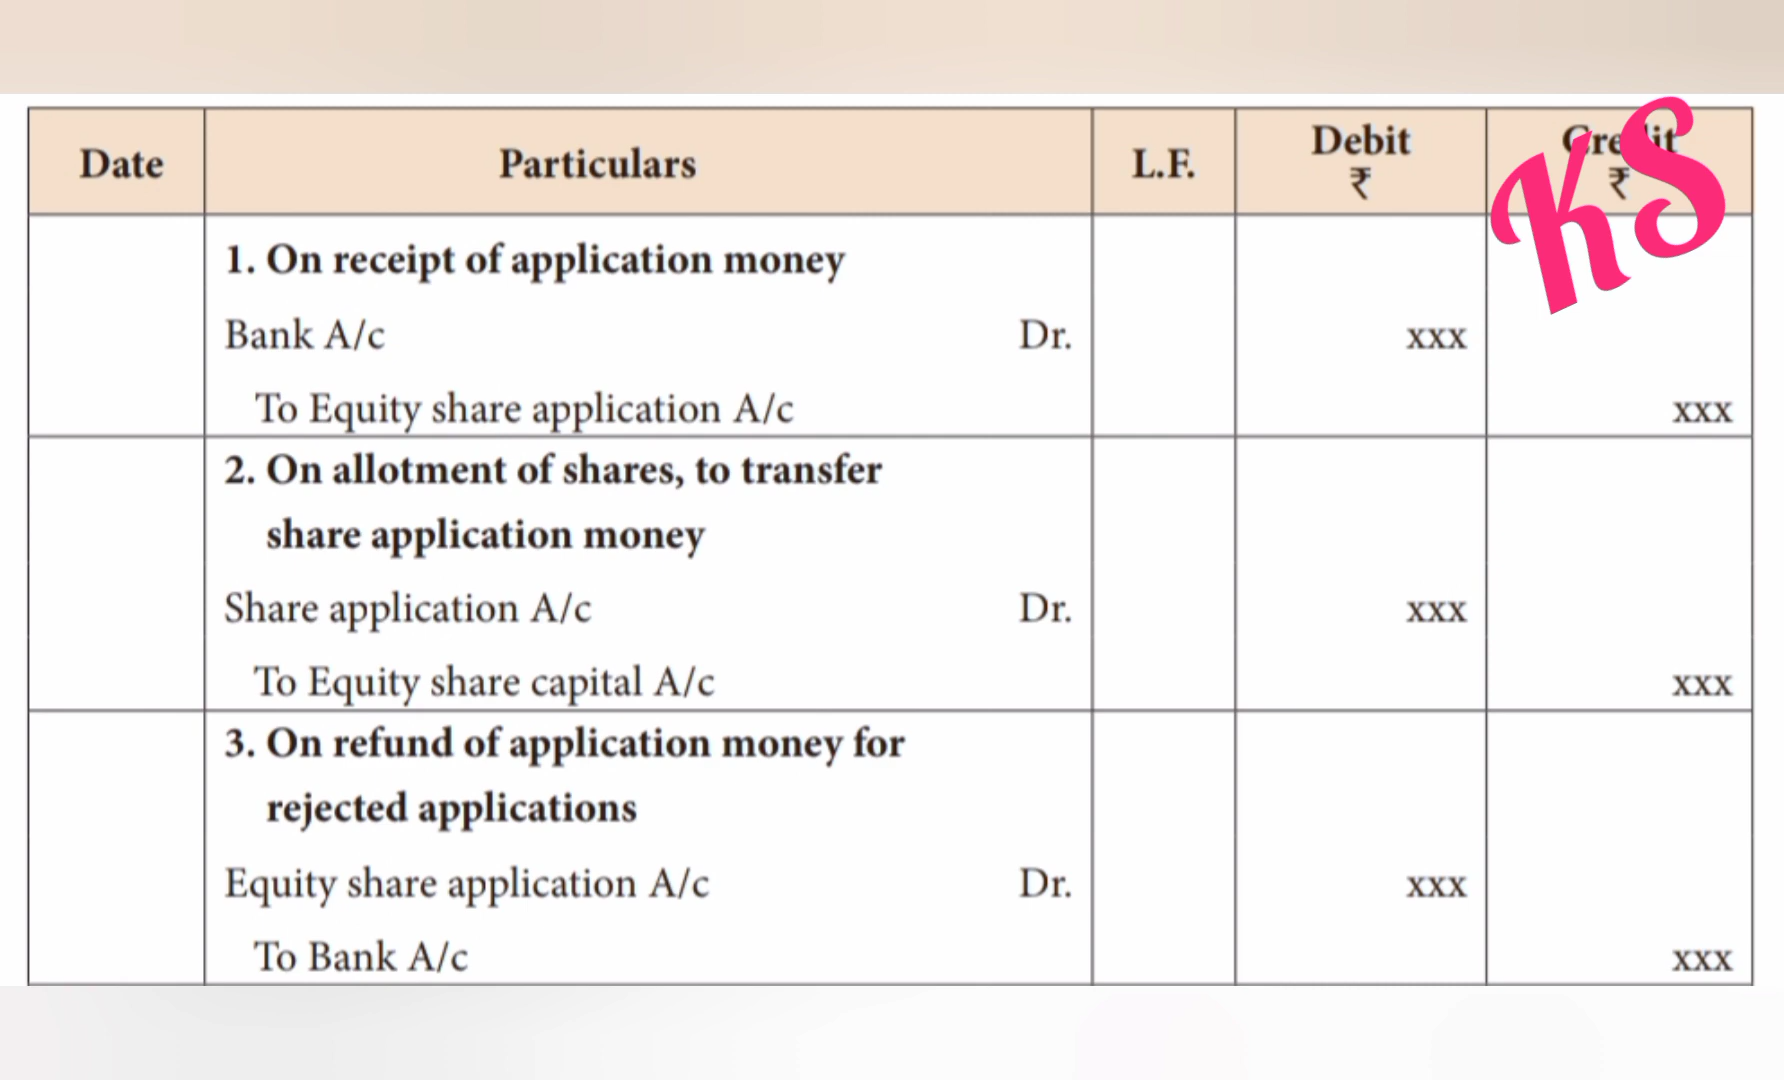 Date Particulars L.F. Debit ₹ Credit ₹
KS
1. On receipt of application money
Bank A/c Dr. xxx
To Equity share application A/c xxx
2. On allotment of shares, to transfer
share application money
Share application A/c Dr. xxx
To Equity share capital A/c xxx
3. On refund of application money for
rejected applications
Equity share application A/c Dr. xxx
To Bank A/c xxx